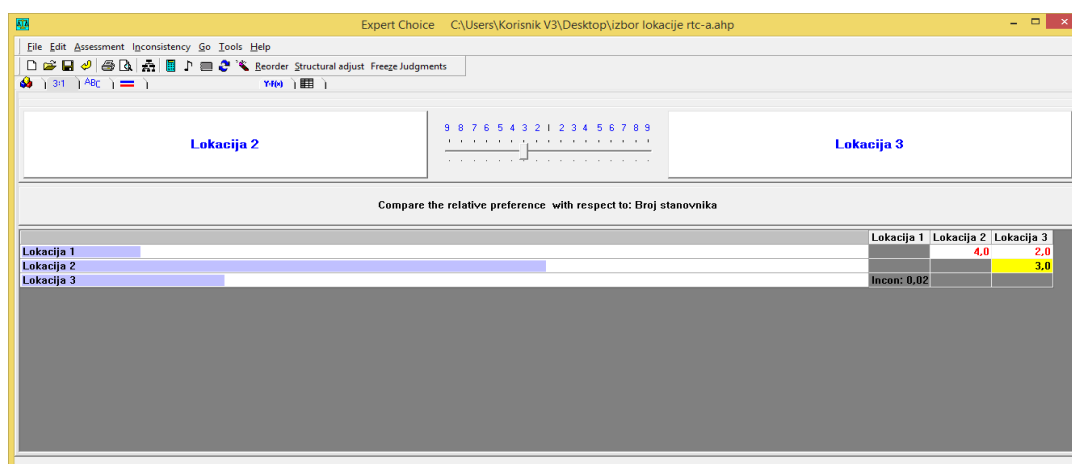 Expert Choice C:\Users\Korisnik V3\Desktop\izbor lokacije rtc-a.ahp
File Edit Assessment Inconsistency Go Tools Help
Reorder Structural adjust Freeze Judgments
3:1 ABC Y=f(x)
9 8 7 6 5 4 3 2 1 2 3 4 5 6 7 8 9
Lokacija 2 Lokacija 3
Compare the relative preference with respect to: Broj stanovnika
Lokacija 1 Lokacija 2 Lokacija 3
Lokacija 1 4,0 2,0
Lokacija 2 3,0
Lokacija 3 Incon: 0,02